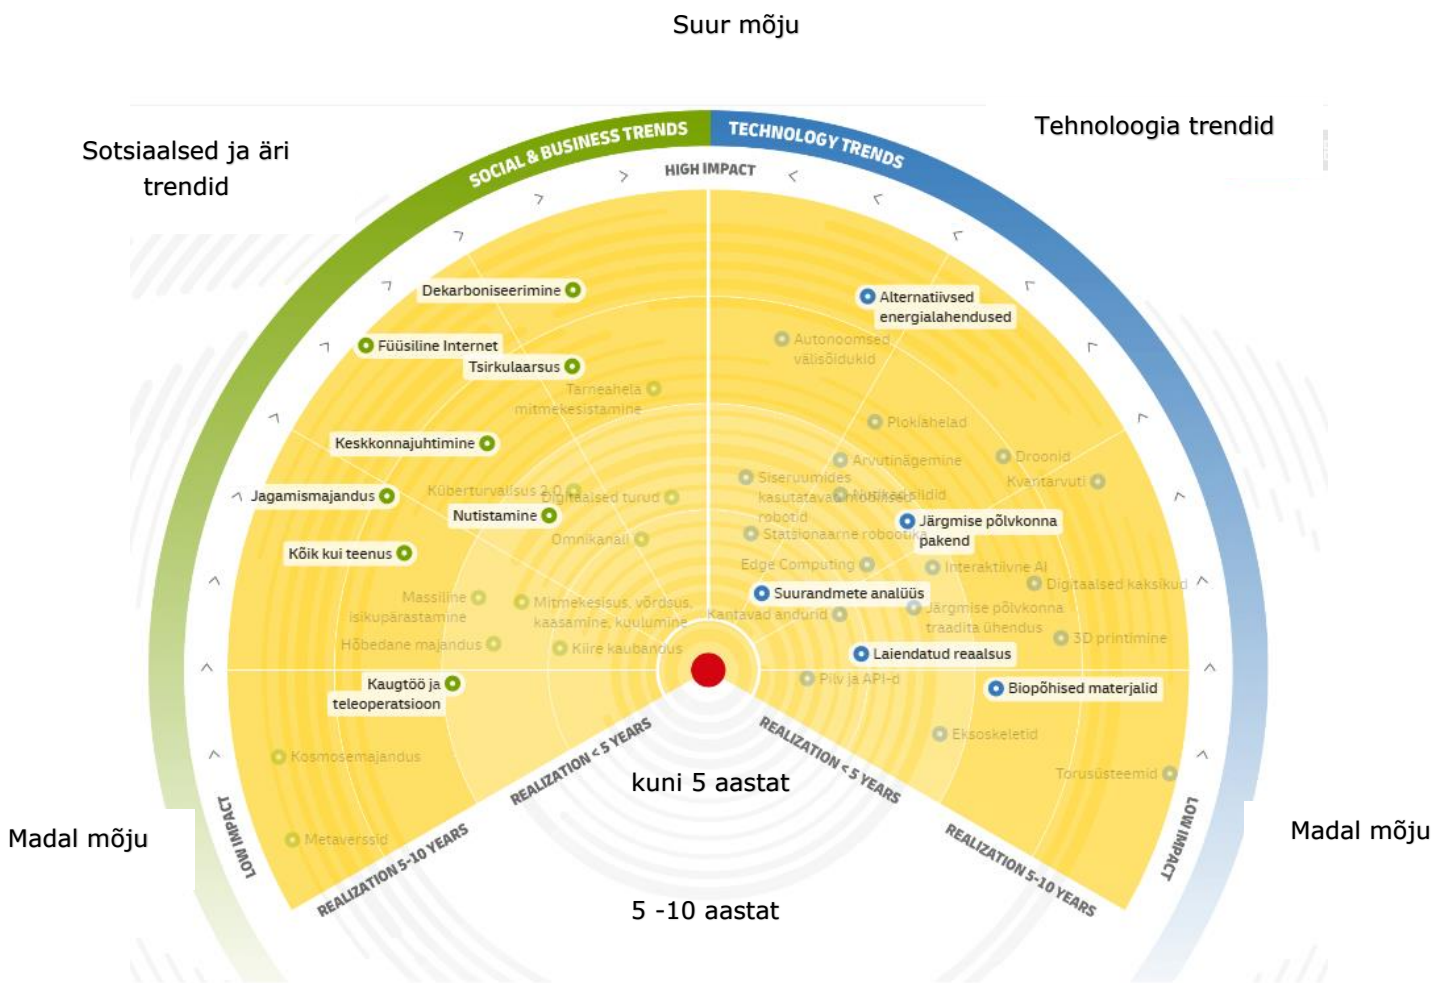 Suur mõju
Tehnoloogia trendid
Sotsiaalsed ja äri
trendid
SOCIAL & BUSINESS TRENDS
TECHNOLOGY TRENDS
HIGH IMPACT
Dekarboniseerimine
Alternatiivsed
energialahendused
Füüsiline Internet
Autonoomsed
välisõidukid
Tsirkulaarsus
Tarneahela
mitmekesistamine
Plokiahelad
Keskkonnajuhtimine
Arvutinägemine
Droonid
Kvantarvuti
Siseruumides
kasutatavad mobiilsed
robotid
Nutikad sildid
Jagamismajandus
Küberturvalisus 2.0
Digitaalsed turud
Nutistamine
Järgmise põlvkonna
pakend
Omnikanali
Statsionaarne robootika
Kõik kui teenus
Edge Computing
Interaktiivne AI
Digitaalsed kaksikud
Massiline
isikupärastamine
Mitmekesisus, võrdsus,
kaasamine, kuulumine
Suurandmete analüüs
Kantavad andurid
Järgmise põlvkonna
traadita ühendus
Hõbedane majandus
Kiire kaubandus
Laiendatud reaalsus
3D printimine
Kaugtöö ja
teleoperatsioon
Pilv ja API-d
Biopõhised materjalid
Eksoskeletid
Kosmosemajandus
Torusüsteemid
REALIZATION < 5 YEARS
REALIZATION < 5 YEARS
kuni 5 aastat
Madal mõju
LOW IMPACT
Metaverssid
LOW IMPACT
Madal mõju
REALIZATION 5-10 YEARS
REALIZATION 5-10 YEARS
5 -10 aastat